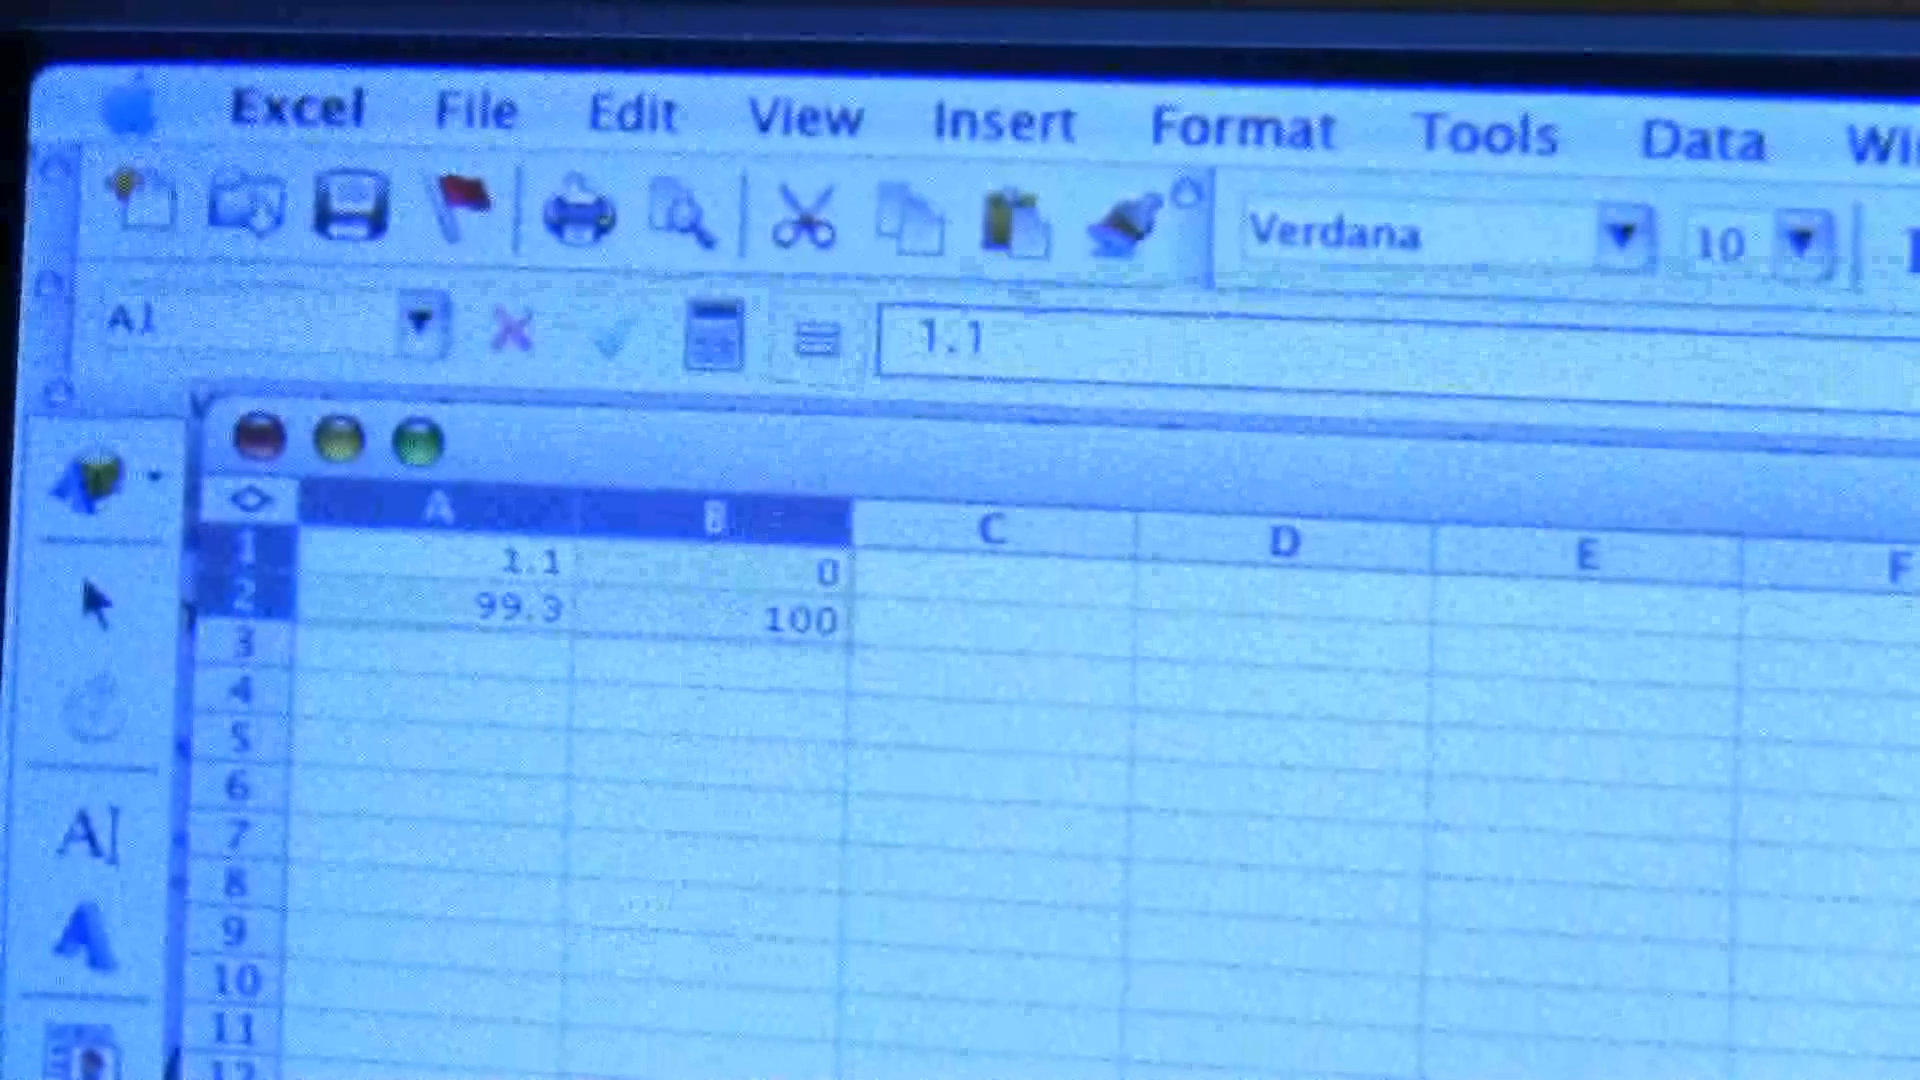 Excel File Edit View Insert Format Tools Data
Verdana 10
A1 1.1
A B C D E F
1 1.1 0
2 99.3 100
3
4
5
6
7
8
9
10
11
12